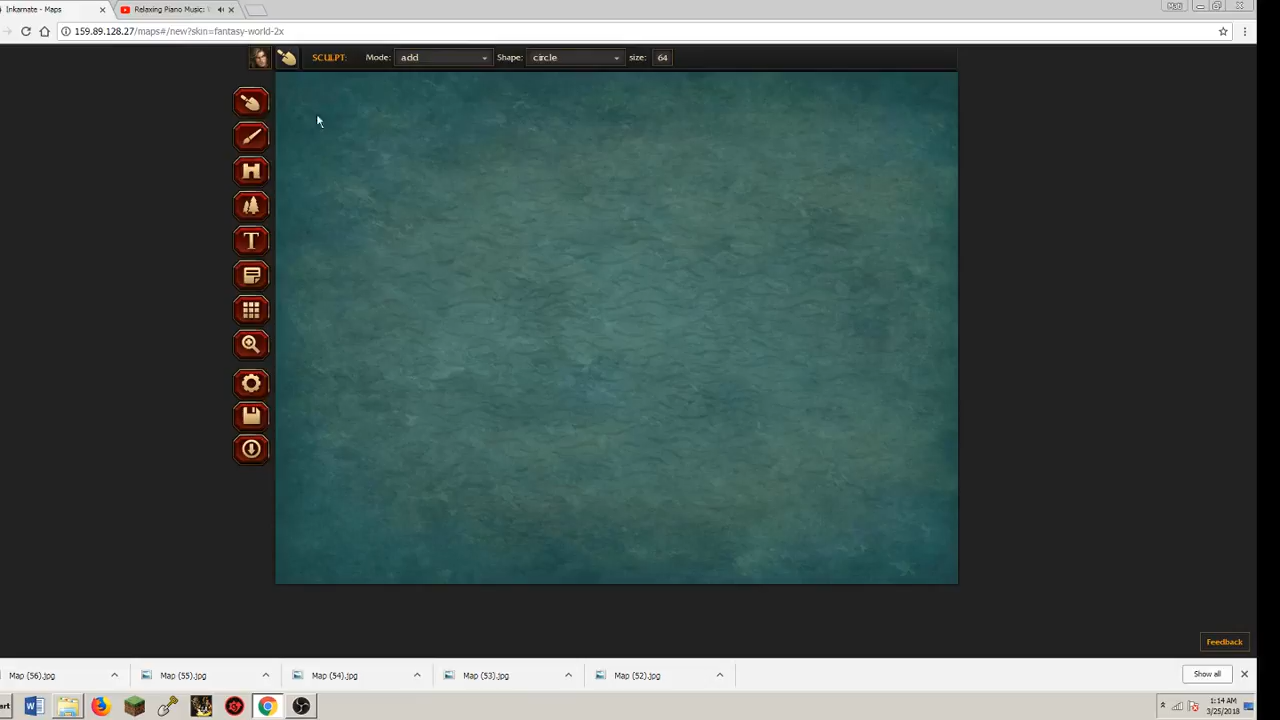 Inkarnate - Maps
Relaxing Piano Music:
159.89.128.27/maps#/new?skin=fantasy-world-2x
SCULPT: Mode: add Shape: circle size: 64
T
Feedback
Map (56).jpg Map (55).jpg Map (54).jpg Map (53).jpg Map (52).jpg Show all
1:14 AM
3/25/2018